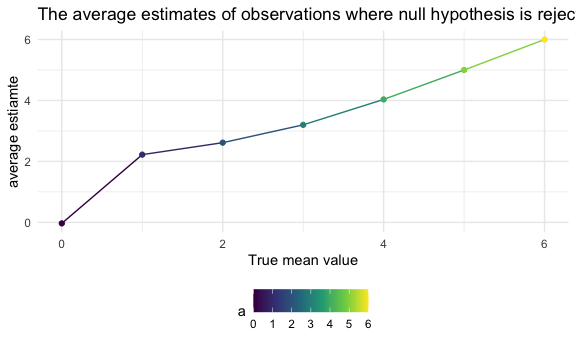 The average estimates of observations where null hypothesis is rejec
6
4
2
0
average estiamte
0 2 4 6
True mean value
a
0 1 2 3 4 5 6